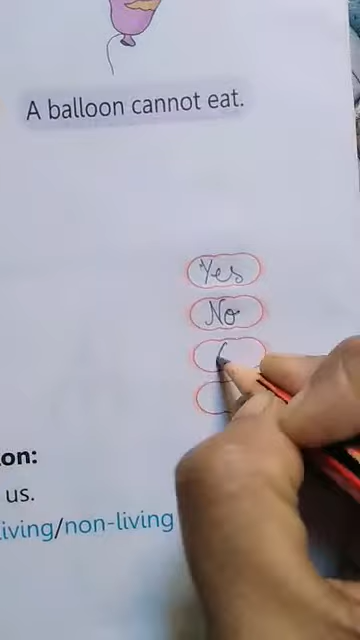 A balloon cannot eat.
Yes
No
on:
us.
living/non-living